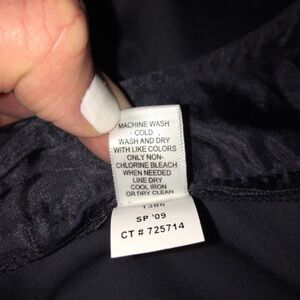 MACHINE WASH
COLD
WASH AND DRY
WITH LIKE COLORS
ONLY NON-
CHLORINE BLEACH
WHEN NEEDED
LINE DRY
COOL IRON
OR DRY CLEAN
1386
SP '09
CT # 725714